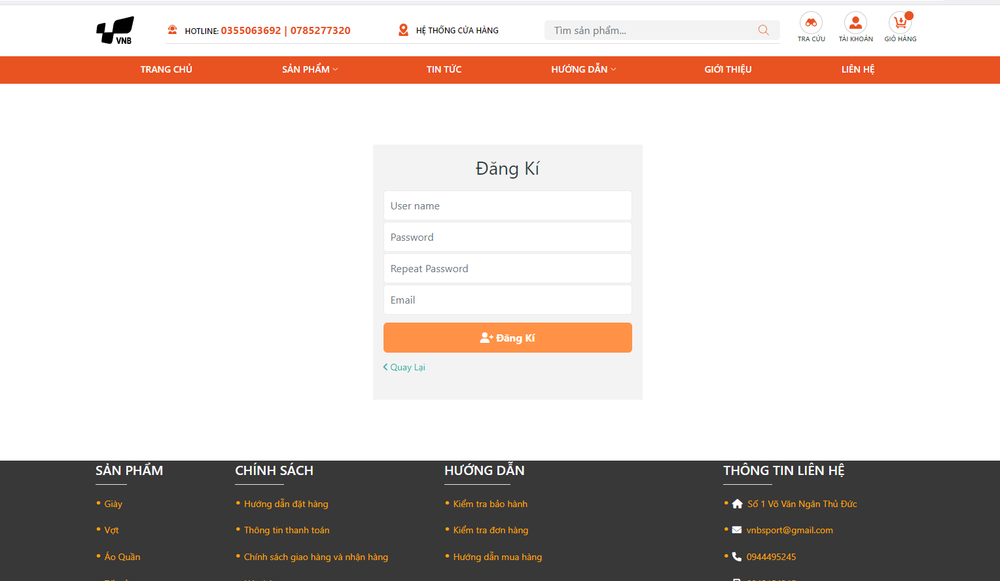 VNB
HOTLINE: 0355063692 | 0785277320
HỆ THỐNG CỬA HÀNG
Tìm sản phẩm...
TRA CỨU
TÀI KHOẢN
GIỎ HÀNG
TRANG CHỦ
SẢN PHẨM
TIN TỨC
HƯỚNG DẪN
GIỚI THIỆU
LIÊN HỆ
Đăng Kí
User name
Password
Repeat Password
Email
Đăng Kí
Quay Lại
SẢN PHẨM
Giày
Vợt
Áo Quần
CHÍNH SÁCH
Hướng dẫn đặt hàng
Thông tin thanh toán
Chính sách giao hàng và nhận hàng
HƯỚNG DẪN
Kiểm tra bảo hành
Kiểm tra đơn hàng
Hướng dẫn mua hàng
THÔNG TIN LIÊN HỆ
Số 1 Võ Văn Ngân Thủ Đức
vnbsport@gmail.com
0944495245